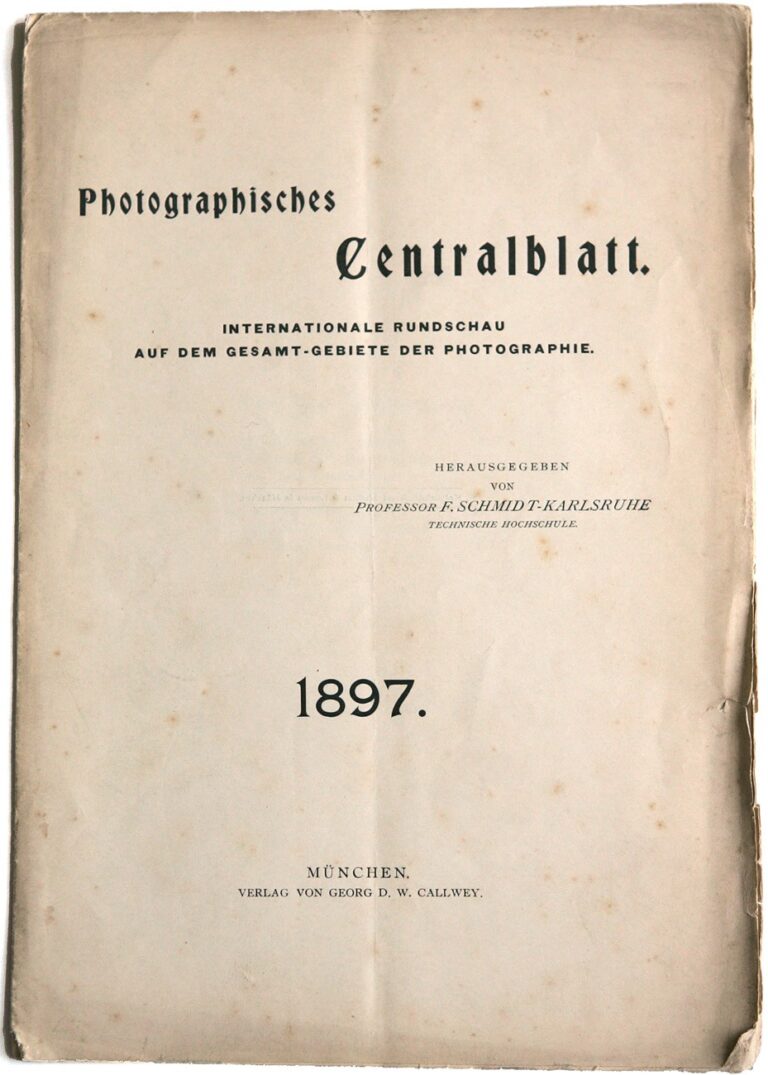 Photographisches
Centralblatt.
INTERNATIONALE RUNDSCHAU
AUF DEM GESAMT-GEBIETE DER PHOTOGRAPHIE.
HERAUSGEGEBEN
VON
PROFESSOR F. SCHMIDT-KARLSRUHE
TECHNISCHE HOCHSCHULE.
1897.
MÜNCHEN.
VERLAG VON GEORG D. W. CALLWEY.